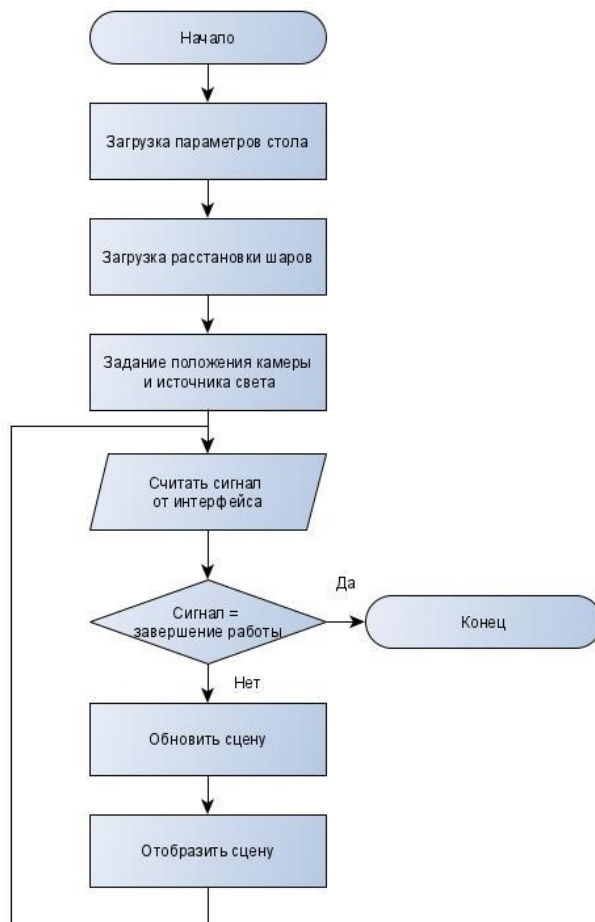 Начало
Загрузка параметров стола
Загрузка расстановки шаров
Задание положения камеры
и источника света
Считать сигнал
от интерфейса
Сигнал =
завершение работы
Да
Конец
Нет
Обновить сцену
Отобразить сцену